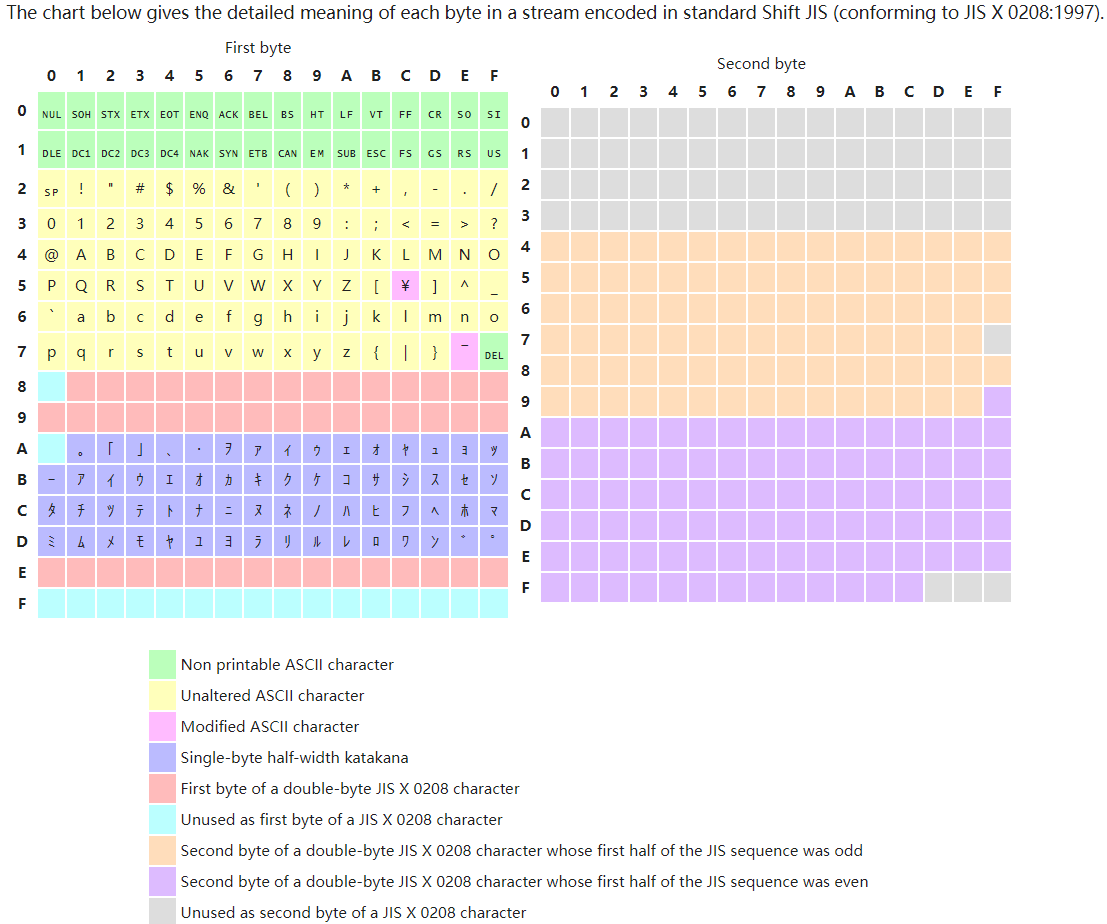 The chart below gives the detailed meaning of each byte in a stream encoded in standard Shift JIS (conforming to JIS X 0208:1997).
First byte
0 1 2 3 4 5 6 7 8 9 A B C D E F
0 NUL SOH STX ETX EOT ENQ ACK BEL BS HT LF VT FF CR SO SI
1 DLE DC1 DC2 DC3 DC4 NAK SYN ETB CAN EM SUB ESC FS GS RS US
2 SP ! " # $ % & ' ( ) * + , - . /
3 0 1 2 3 4 5 6 7 8 9 : ; < = > ?
4 @ A B C D E F G H I J K L M N O
5 P Q R S T U V W X Y Z [ ¥ ] ^ _
6 ` a b c d e f g h i j k l m n o
7 p q r s t u v w x y z { | } ‾ DEL
8
9
A 。 「 」 、 ・ ヲ ァ ィ ゥ ェ ォ ャ ュ ョ ッ
B ー ア イ ウ エ オ カ キ ク ケ コ サ シ ス セ ソ
C タ チ ツ テ ト ナ ニ ヌ ネ ノ ハ ヒ フ ヘ ホ マ
D ミ ム メ モ ヤ ユ ヨ ラ リ ル レ ロ ワ ン ゙ ゚
E
F
Second byte
0 1 2 3 4 5 6 7 8 9 A B C D E F
0
1
2
3
4
5
6
7
8
9
A
B
C
D
E
F
Non printable ASCII character
Unaltered ASCII character
Modified ASCII character
Single-byte half-width katakana
First byte of a double-byte JIS X 0208 character
Unused as first byte of a JIS X 0208 character
Second byte of a double-byte JIS X 0208 character whose first half of the JIS sequence was odd
Second byte of a double-byte JIS X 0208 character whose first half of the JIS sequence was even
Unused as second byte of a JIS X 0208 character